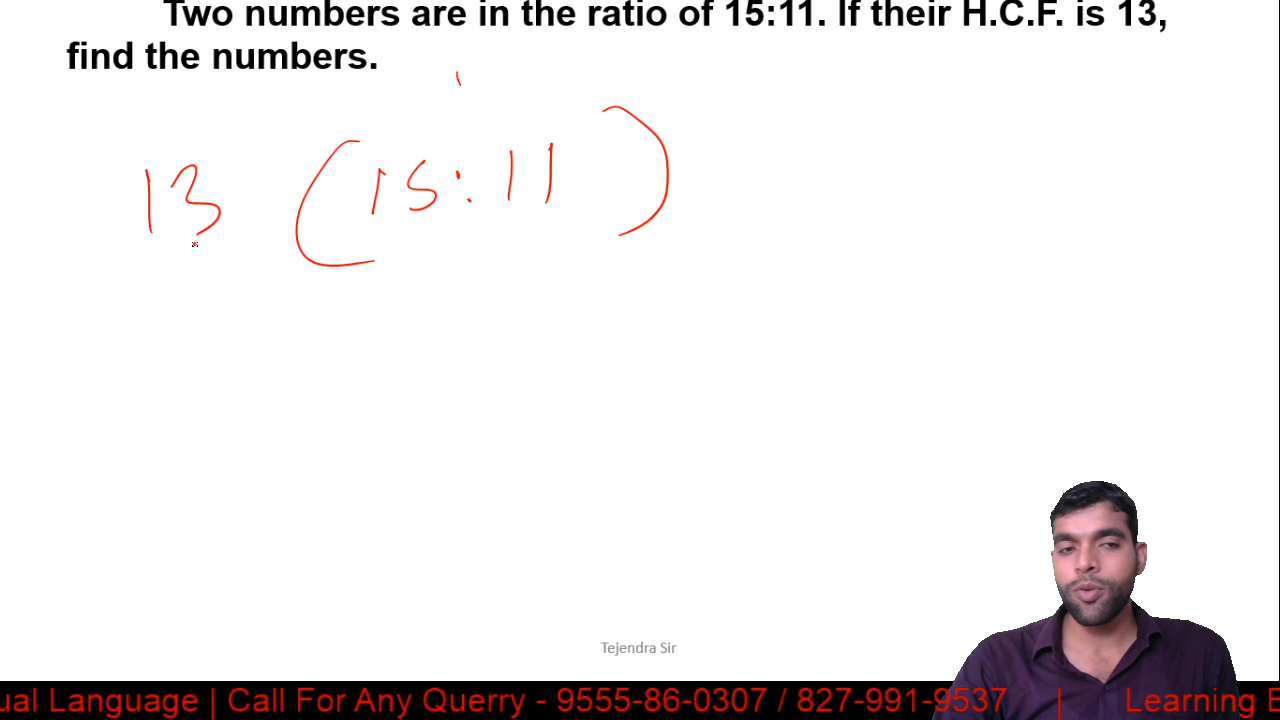 Two numbers are in the ratio of 15:11. If their H.C.F. is 13,
find the numbers.
13 (15:11)
Tejendra Sir
ual Language | Call For Any Querry - 9555-86-0307 / 827-991-9537 | Learning E